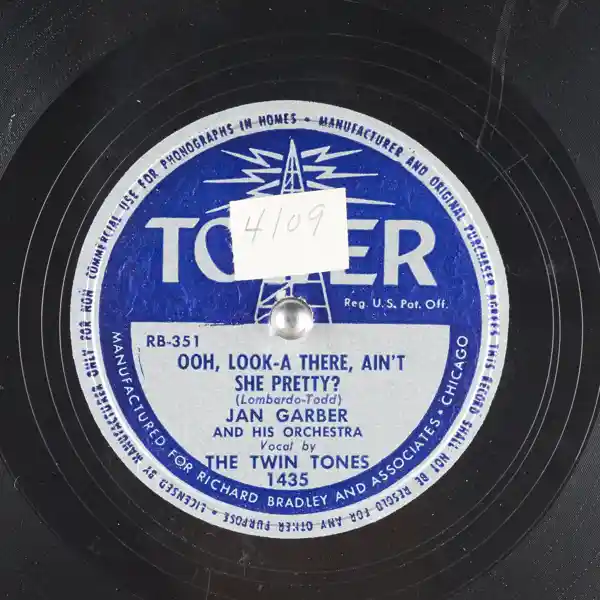 LICENSED BY MANUFACTURER ONLY FOR NON COMMERCIAL USE FOR PHONOGRAPHS IN HOMES • MANUFACTURER AND ORIGINAL PURCHASER AGREES THIS RECORD SHALL NOT BE RESOLD FOR ANY OTHER PURPOSE •
4109
TO ER
Reg. U.S. Pat. Off.
RB-351
OOH, LOOK-A THERE, AIN'T
SHE PRETTY?
(Lombardo-Todd)
JAN GARBER
AND HIS ORCHESTRA
Vocal by
THE TWIN TONES
1435
MANUFACTURED FOR RICHARD BRADLEY AND ASSOCIATES • CHICAGO